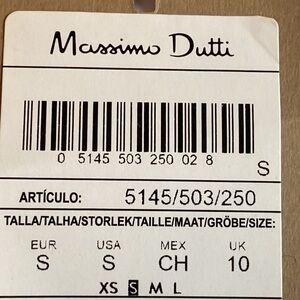 Massimo Dutti
0 5145 503 250 02 8
S
ARTÍCULO: 5145/503/250
TALLA/TALHA/STORLEK/TAILLE/MAAT/GRÖBE/SIZE:
EUR USA MEX UK
S S CH 10
XS S M L